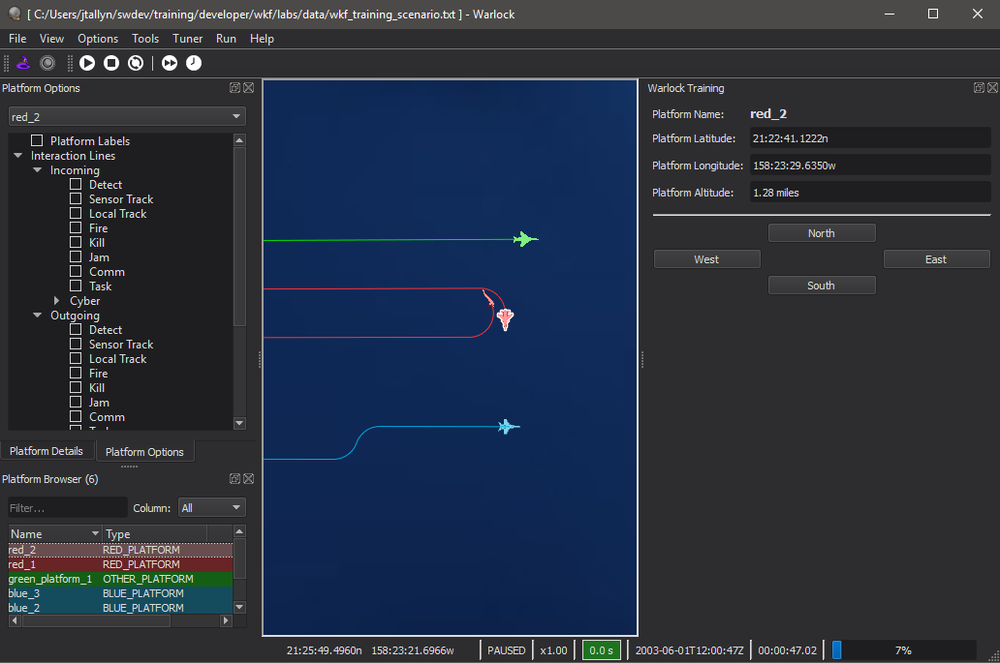 [ C:/Users/jtallyn/swdev/training/developer/wkf/labs/data/wkf_training_scenario.txt ] - Warlock
File View Options Tools Tuner Run Help
Platform Options
red_2
Platform Labels
Interaction Lines
Incoming
Detect
Sensor Track
Local Track
Fire
Kill
Jam
Comm
Task
Cyber
Outgoing
Detect
Sensor Track
Local Track
Fire
Kill
Jam
Comm
Platform Details Platform Options
Platform Browser (6)
Filter... Column: All
Name Type
red_2 RED_PLATFORM
red_1 RED_PLATFORM
green_platform_1 OTHER_PLATFORM
blue_3 BLUE_PLATFORM
blue_2 BLUE_PLATFORM
Warlock Training
Platform Name: red_2
Platform Latitude: 21:22:41.1222n
Platform Longitude: 158:23:29.6350w
Platform Altitude: 1.28 miles
North
West East
South
21:25:49.4960n 158:23:21.6966w PAUSED x1.00 0.0 s 2003-06-01T12:00:47Z 00:00:47.02 7%